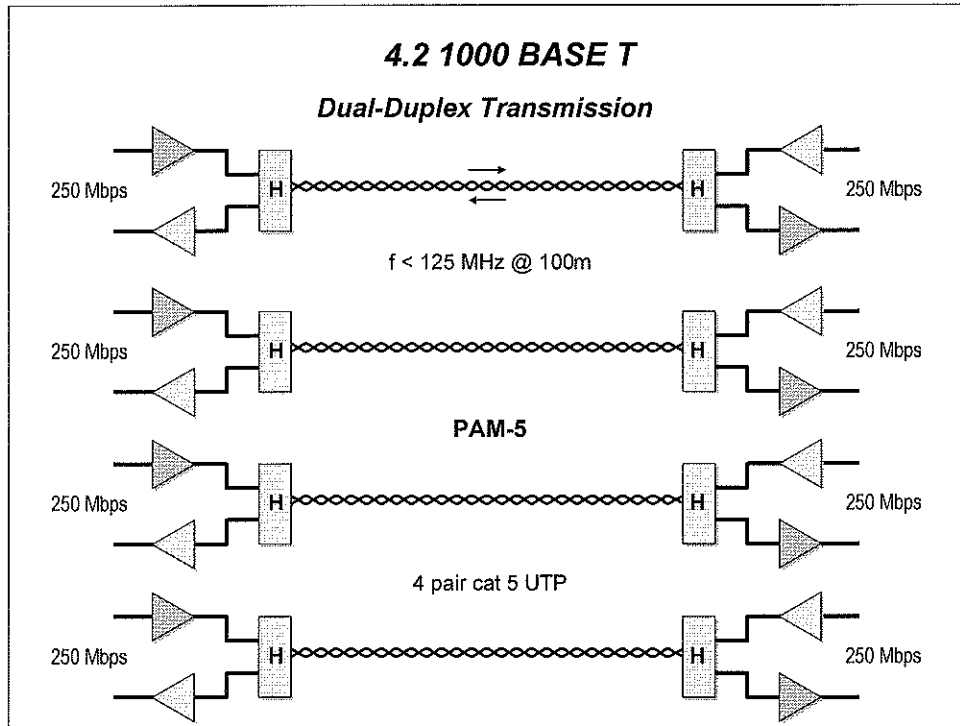 4.2 1000 BASE T
Dual-Duplex Transmission
250 Mbps
H
H
250 Mbps
f < 125 MHz @ 100m
250 Mbps
H
H
250 Mbps
PAM-5
250 Mbps
H
H
250 Mbps
4 pair cat 5 UTP
250 Mbps
H
H
250 Mbps